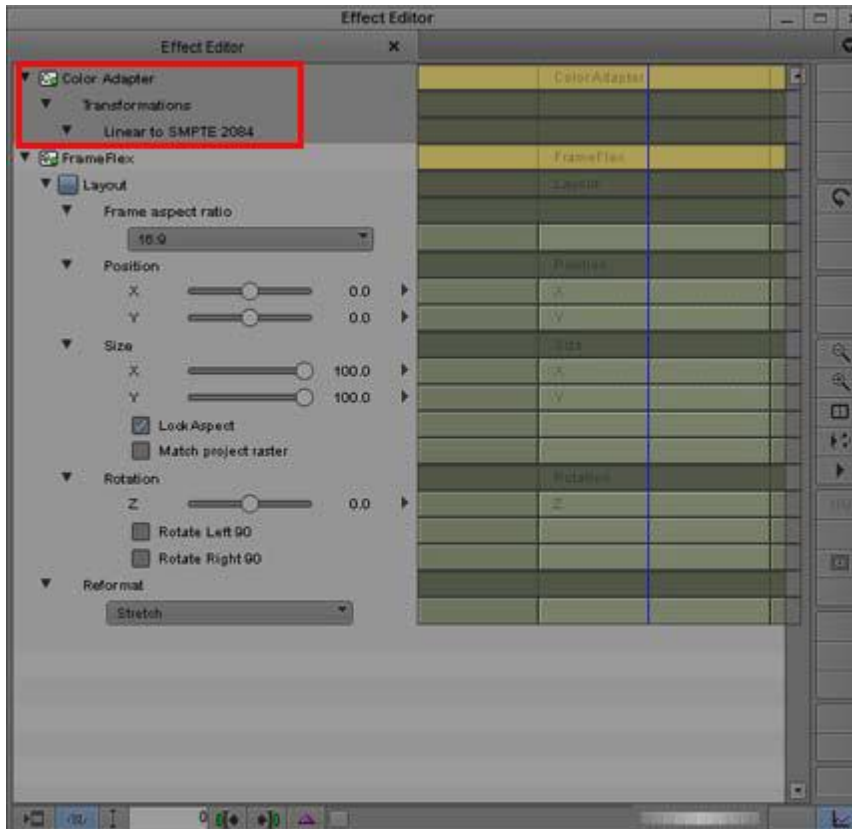 Effect Editor
Effect Editor
Color Adapter
Color Adapter
Transformations
Linear to SMPTE 2084
FrameFlex
FrameFlex
Layout
Layout
Frame aspect ratio
16:9
Position
Position
X 0.0
X
Y 0.0
Y
Size
Size
X 100.0
X
Y 100.0
Y
Lock Aspect
Match project raster
Rotation
Rotation
Z 0.0
Z
Rotate Left 90
Rotate Right 90
Reformat
Stretch
0